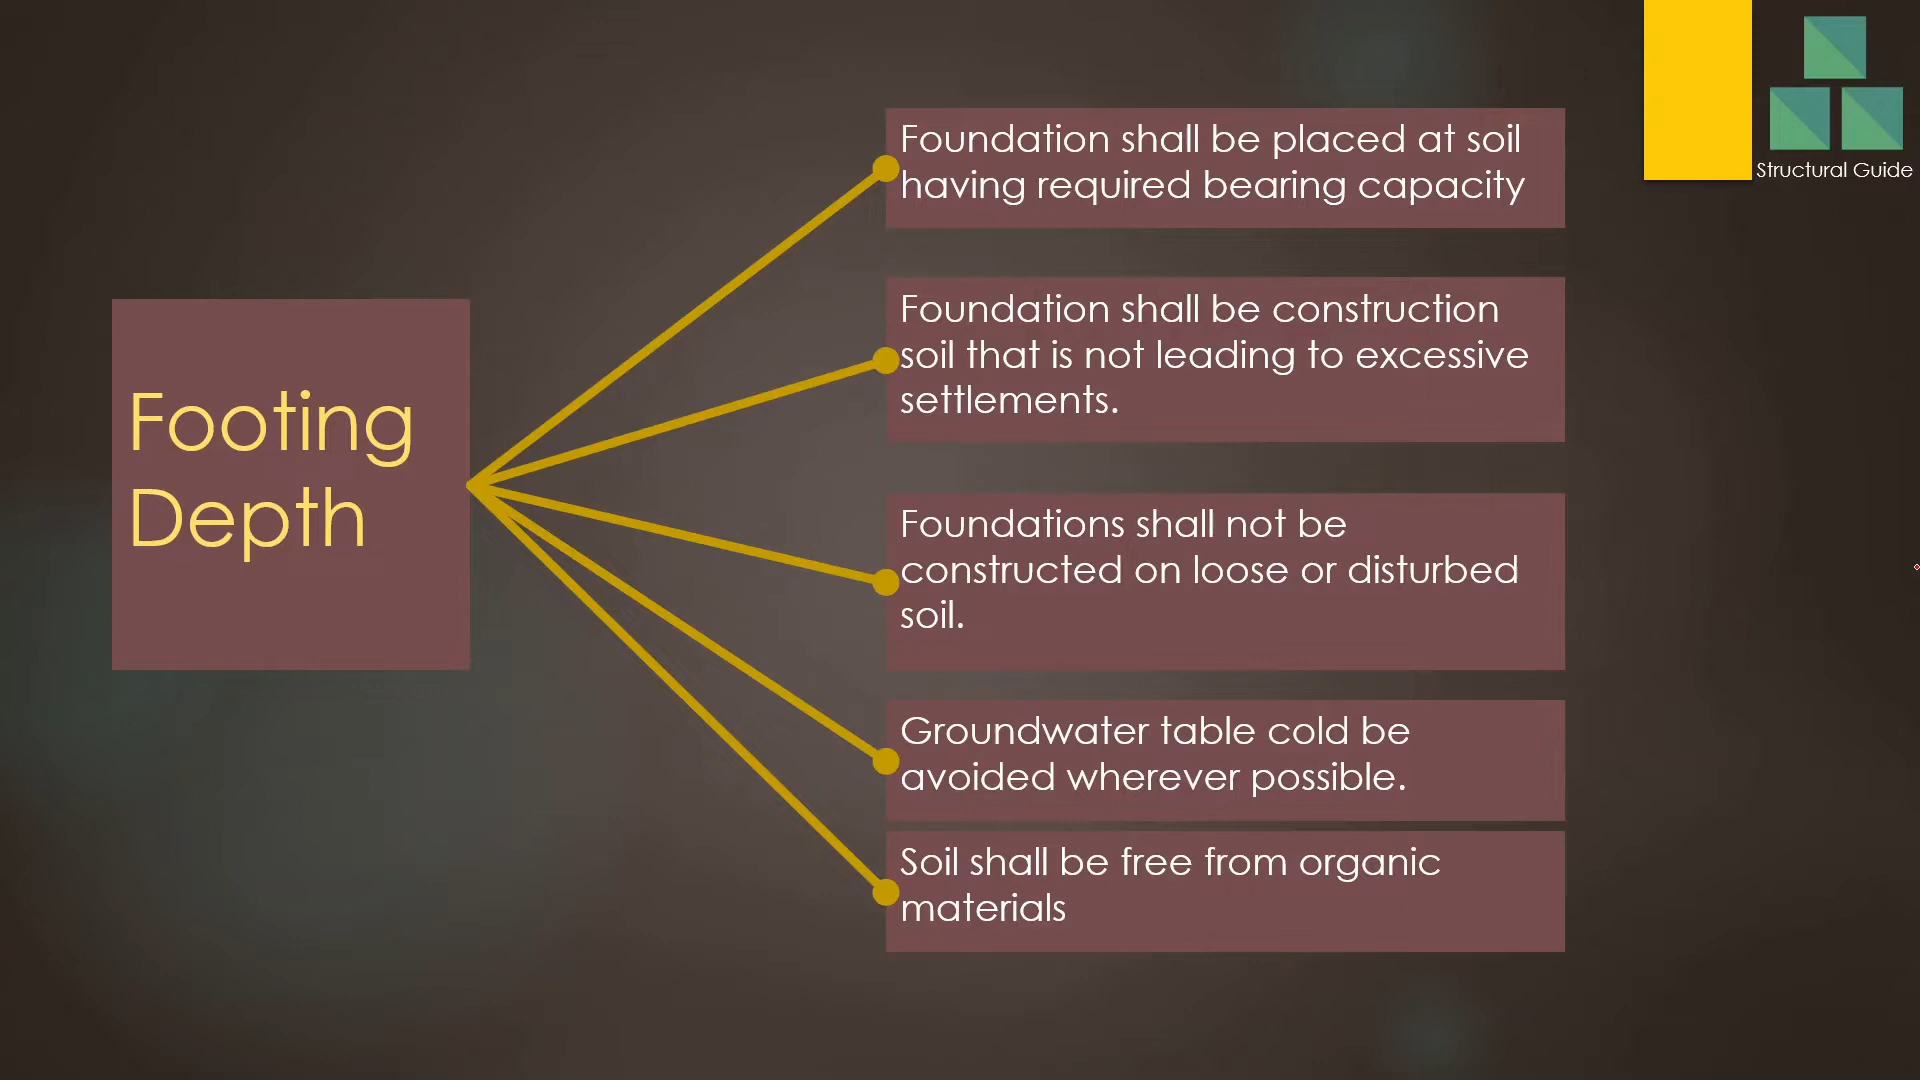 Structural Guide
Footing
Depth
Foundation shall be placed at soil
having required bearing capacity
Foundation shall be construction
soil that is not leading to excessive
settlements.
Foundations shall not be
constructed on loose or disturbed
soil.
Groundwater table cold be
avoided wherever possible.
Soil shall be free from organic
materials